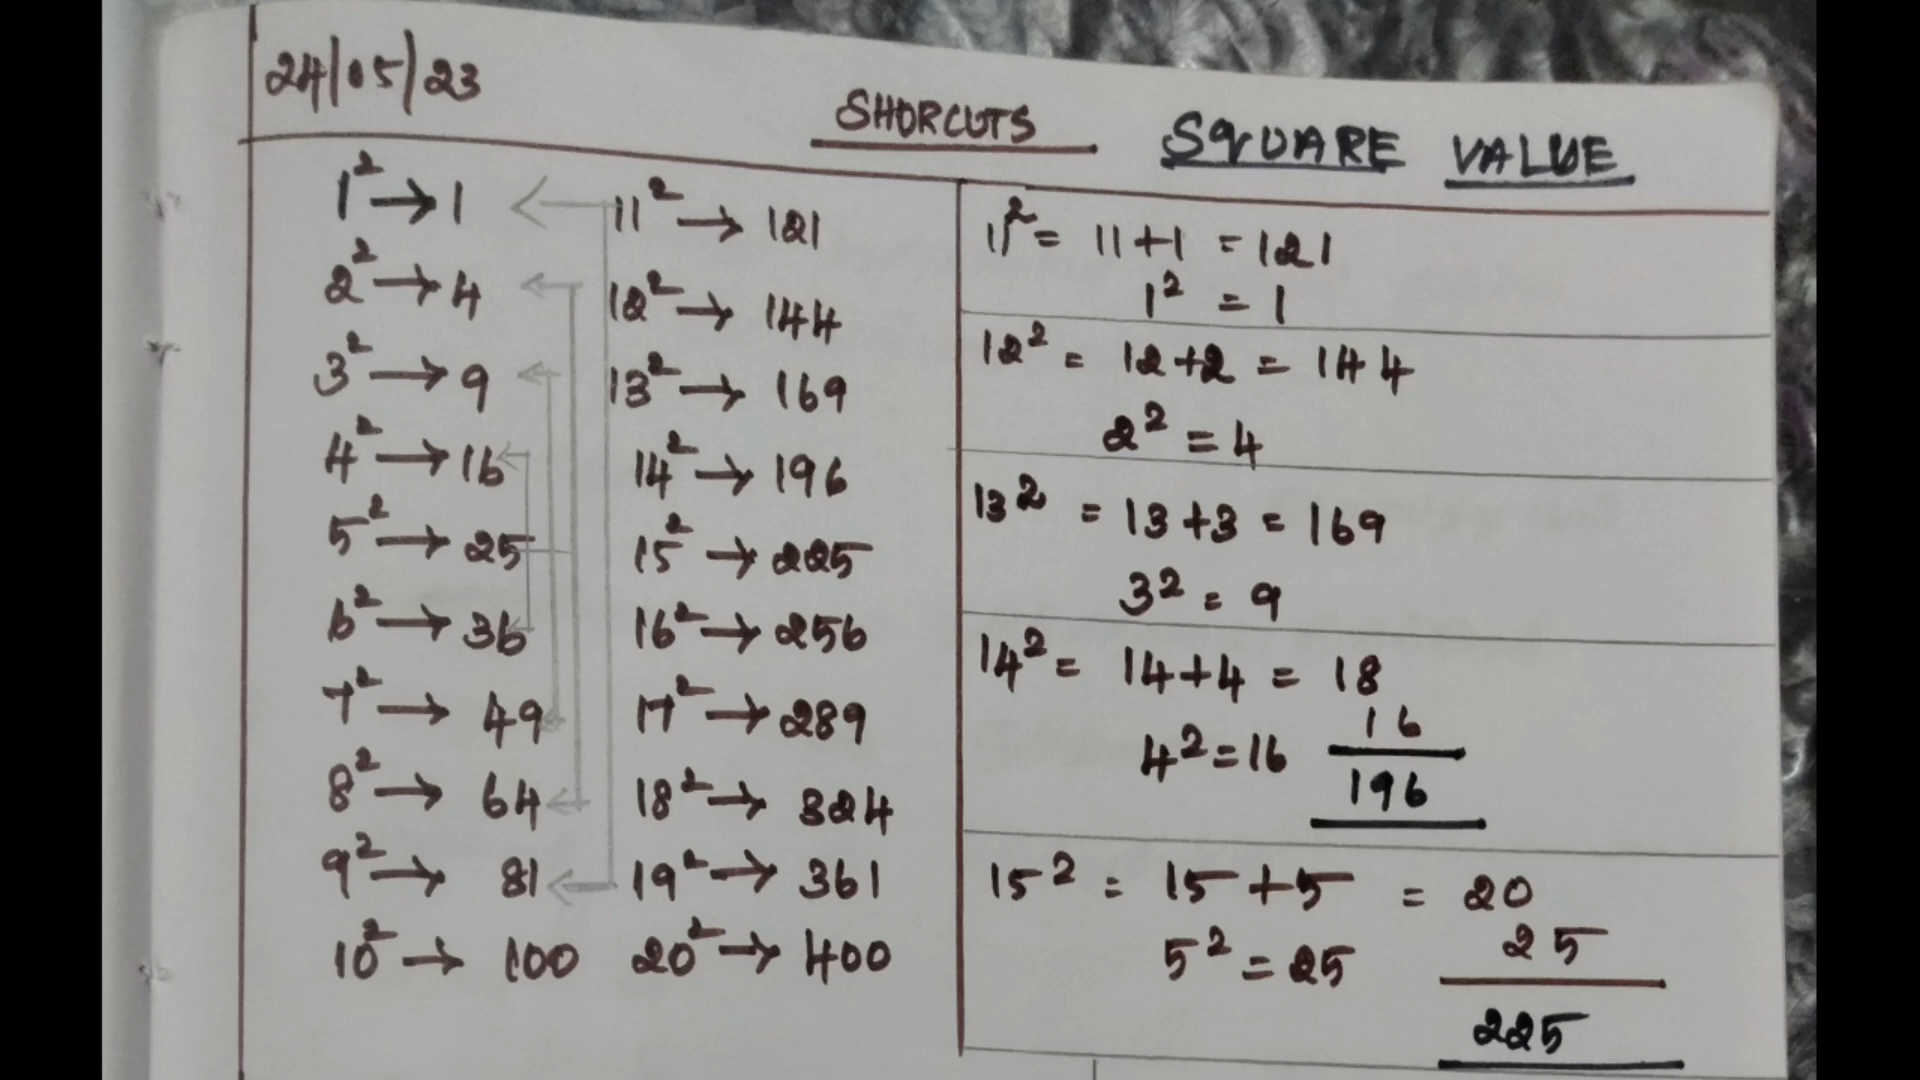 24/05/23
SHORCUTS SQUARE VALUE
1² → 1
2² → 4
3² → 9
4² → 16
5² → 25
6² → 36
7² → 49
8² → 64
9² → 81
10² → 100
11² → 121
12² → 144
13² → 169
14² → 196
15² → 225
16² → 256
17² → 289
18² → 324
19² → 361
20² → 400
11² = 11+1 = 121
1² = 1
12² = 12+2 = 144
2² = 4
13² = 13+3 = 169
3² = 9
14² = 14+4 = 18
4² = 16 16
196
15² = 15+5 = 20
5² = 25 25
225